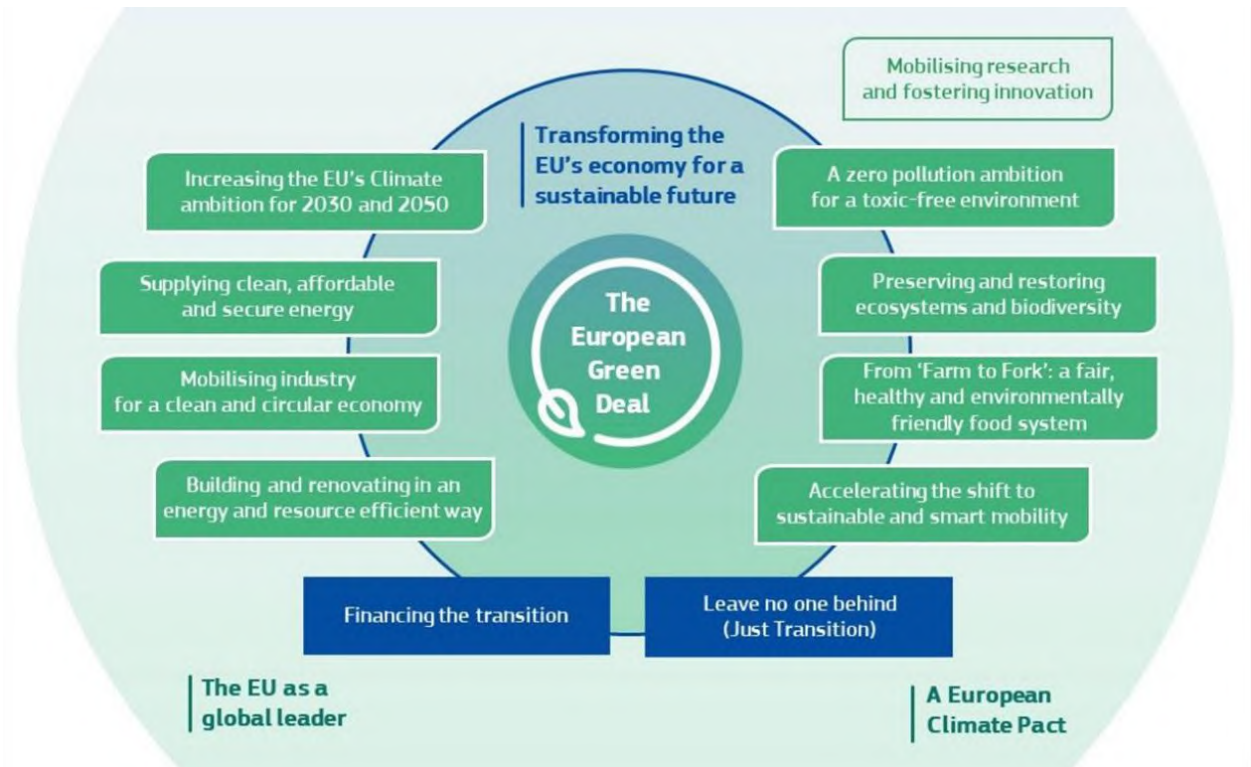 Mobilising research
and fostering innovation
Transforming the
EU's economy for a
sustainable future
Increasing the EU's Climate
ambition for 2030 and 2050
A zero pollution ambition
for a toxic-free environment
Supplying clean, affordable
and secure energy
Preserving and restoring
ecosystems and biodiversity
The
European
Green
Deal
Mobilising industry
for a clean and circular economy
From 'Farm to Fork': a fair,
healthy and environmentally
friendly food system
Building and renovating in an
energy and resource efficient way
Accelerating the shift to
sustainable and smart mobility
Financing the transition
Leave no one behind
(Just Transition)
The EU as a
global leader
A European
Climate Pact